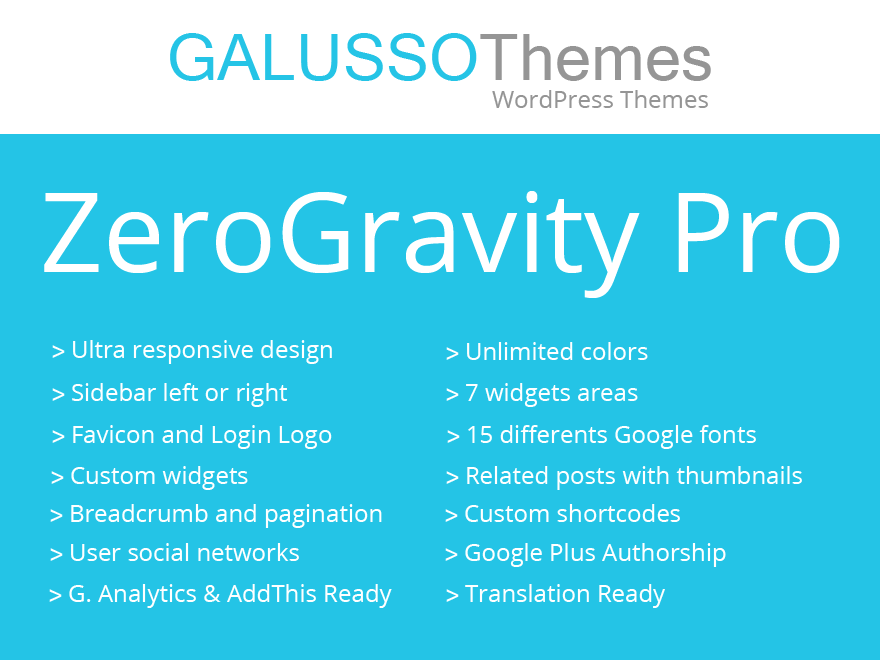 GALUSSOThemes
WordPress Themes
ZeroGravity Pro
> Ultra responsive design
> Sidebar left or right
> Favicon and Login Logo
> Custom widgets
> Breadcrumb and pagination
> User social networks
> G. Analytics & AddThis Ready
> Unlimited colors
> 7 widgets areas
> 15 differents Google fonts
> Related posts with thumbnails
> Custom shortcodes
> Google Plus Authorship
> Translation Ready